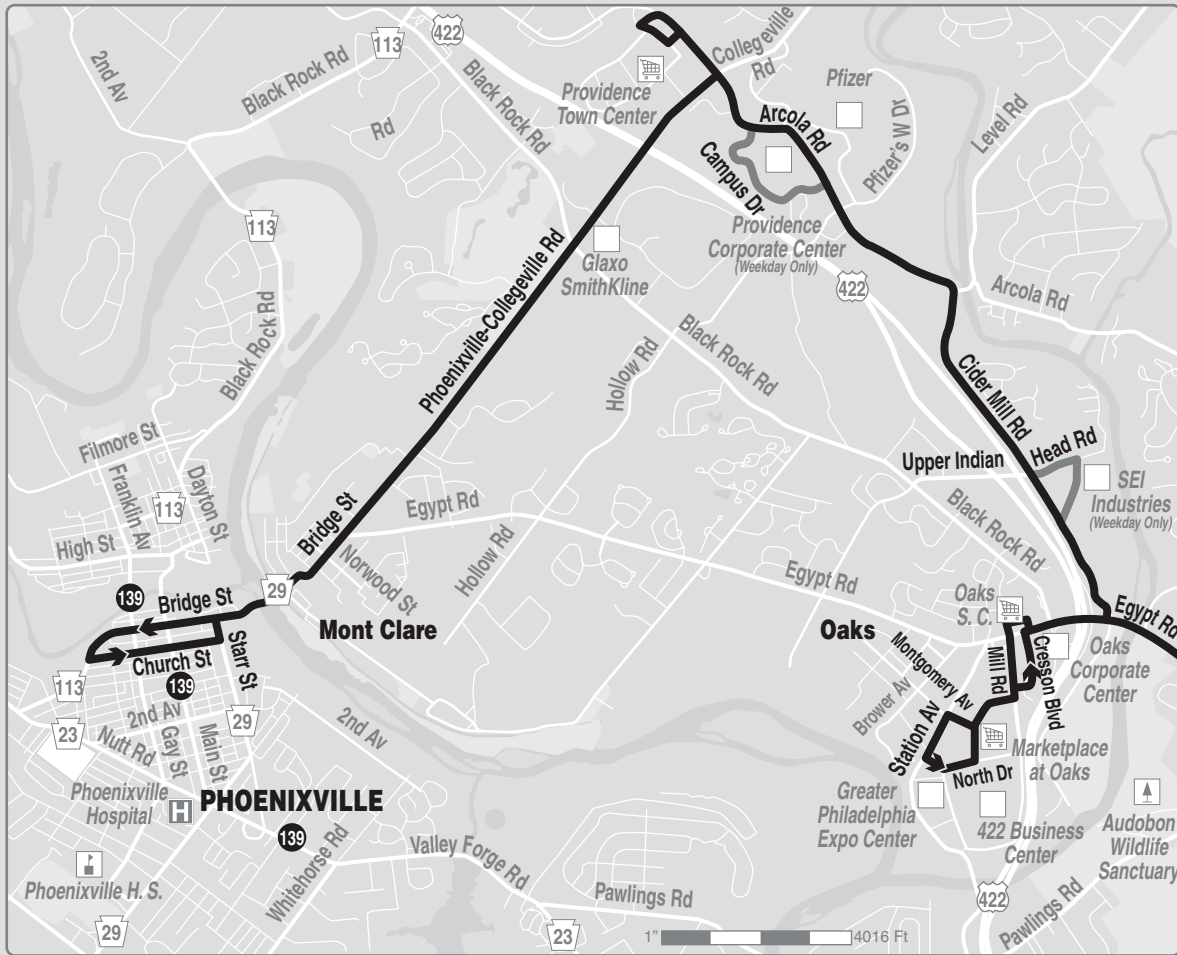 422
113
2nd Av
Black Rock Rd
Rd
Black Rock Rd
Collegeville
Rd
Providence
Town Center
Pfizer
Arcola Rd
Pfizer's W Dr
Level Rd
Campus Dr
Providence
Corporate Center
(Weekday Only)
422
Arcola Rd
113
Glaxo
SmithKline
Phoenixville-Collegeville Rd
Black Rock Rd
Hollow Rd
Black Rock Rd
Cider Mill Rd
Upper Indian
Head Rd
SEI
Industries
(Weekday Only)
Filmore St
Franklin Av
113
Dayton St
High St
Bridge St
Egypt Rd
Norwood St
Hollow Rd
Black Rock Rd
Egypt Rd
29
139
Bridge St
Mont Clare
Oaks
Oaks
S. C.
Egypt Rd
Church St
139
Starr St
Montgomery Av
Mill Rd
Cresson Blvd
Oaks
Corporate
Center
113
23
2nd Av
Nutt Rd
Gay St
Main St
29
2nd Av
Brower Av
Station Av
North Dr
Marketplace
at Oaks
Phoenixville
Hospital
H
PHOENIXVILLE
139
Greater
Philadelphia
Expo Center
422 Business
Center
Audobon
Wildlife
Sanctuary
Phoenixville H. S.
Whitehorse Rd
Valley Forge Rd
Pawlings Rd
422
Pawlings Rd
29
23
1"
4016 Ft